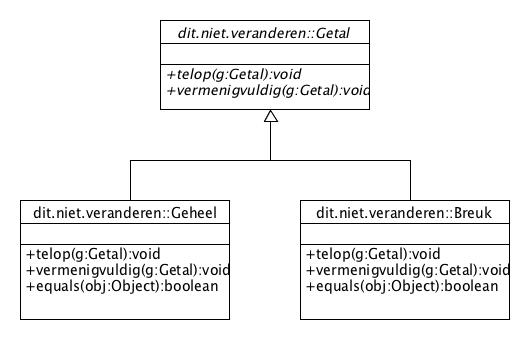 dit.niet.veranderen::Getal
+telop(g:Getal):void
+vermenigvuldig(g:Getal):void
dit.niet.veranderen::Geheel
+telop(g:Getal):void
+vermenigvuldig(g:Getal):void
+equals(obj:Object):boolean
dit.niet.veranderen::Breuk
+telop(g:Getal):void
+vermenigvuldig(g:Getal):void
+equals(obj:Object):boolean